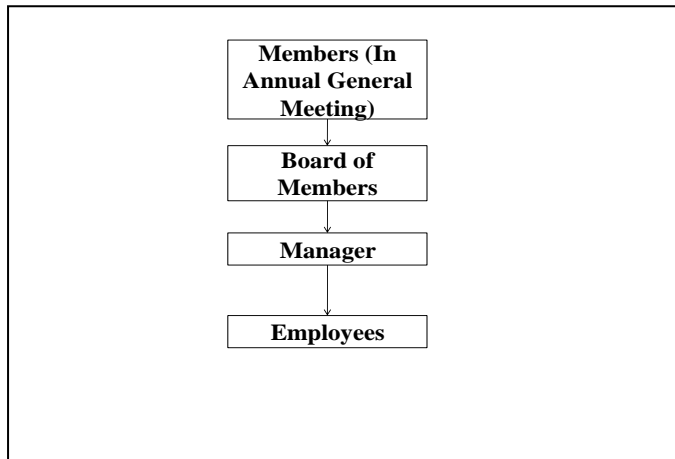 Members (In
Annual General
Meeting)
Board of
Members
Manager
Employees